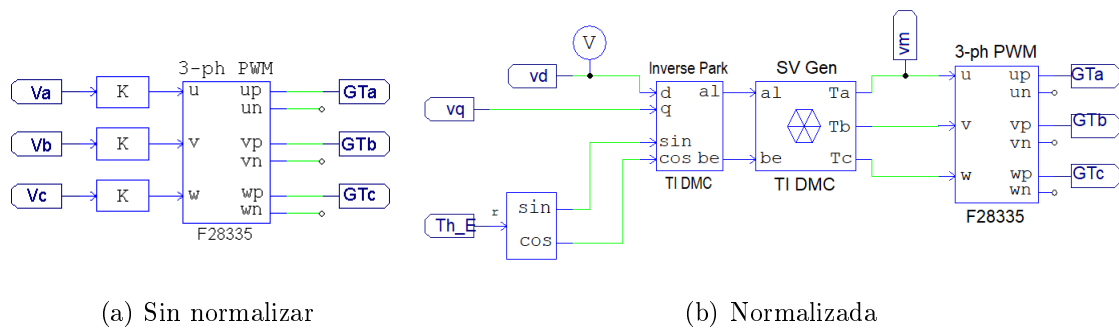 3-ph PWM
Va
K
u
up
GTa
un
Vb
K
v
vp
GTb
vn
Vc
K
w
wp
GTc
wn
F28335
(a) Sin normalizar
V
vm
vd
Inverse Park
SV Gen
3-ph PWM
vq
d
al
al
Ta
u
up
GTa
q
un
Tb
v
vp
GTb
sin
vn
cos
be
be
Tc
w
wp
GTc
wn
TI DMC
TI DMC
F28335
Th_E
r
sin
cos
(b) Normalizada